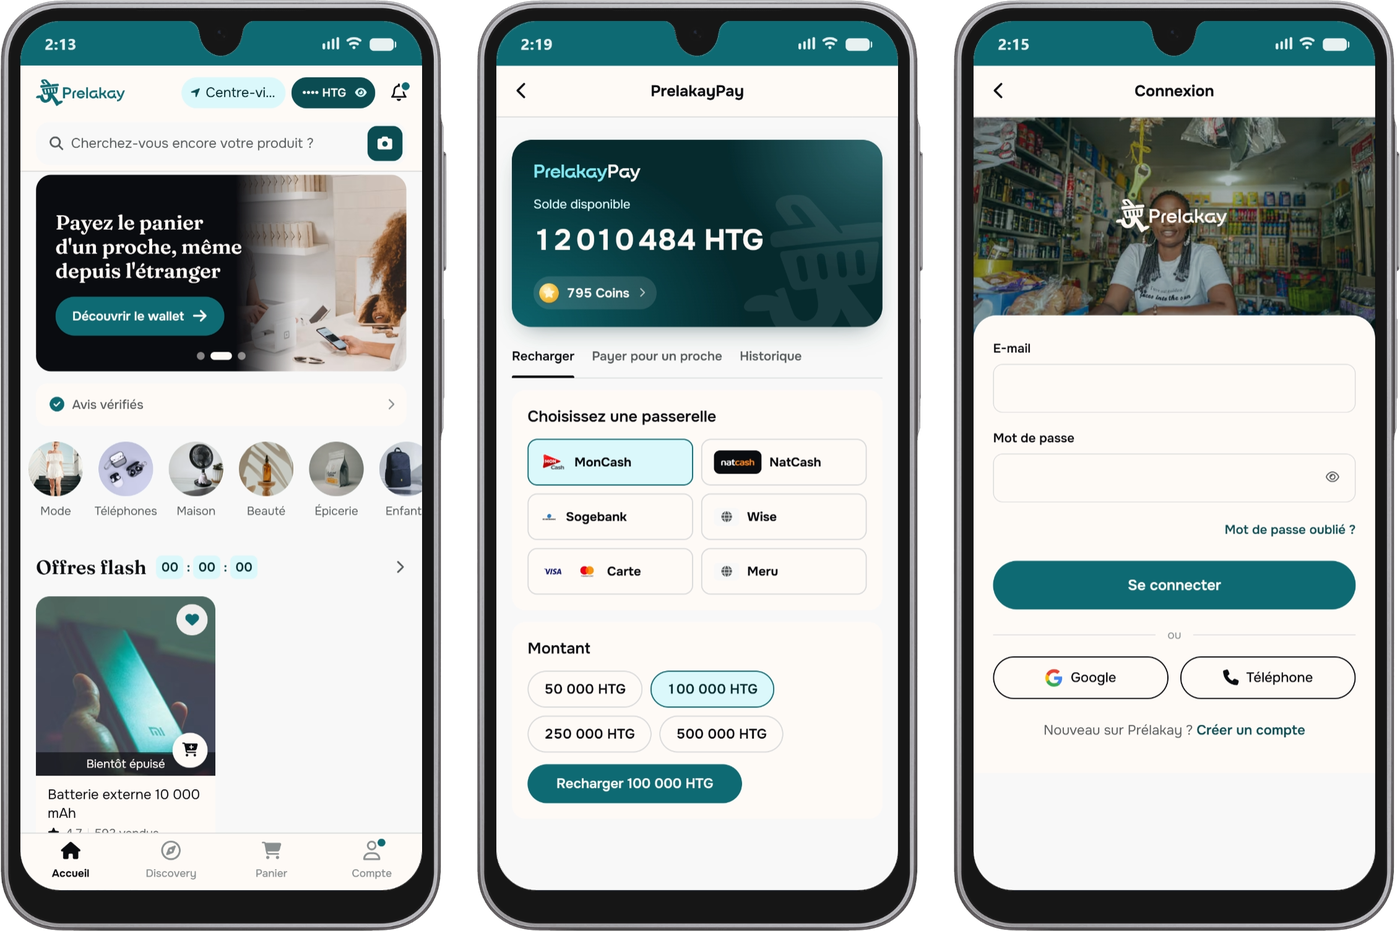 2:13
Prelakay
Centre-vi...
•••• HTG
Cherchez-vous encore votre produit ?
Payez le panier
d'un proche, même
depuis l'étranger
Découvrir le wallet
Avis vérifiés
Mode
Téléphones
Maison
Beauté
Épicerie
Enfant
Offres flash 00 : 00 : 00
Bientôt épuisé
Batterie externe 10 000
mAh
4.7 | 592 vendus
Accueil
Discovery
Panier
Compte
2:19
PrelakayPay
PrelakayPay
Solde disponible
12 010 484 HTG
795 Coins
Recharger
Payer pour un proche
Historique
Choisissez une passerelle
MonCash
natcash NatCash
Sogebank
Wise
VISA Carte
Meru
Montant
50 000 HTG
100 000 HTG
250 000 HTG
500 000 HTG
Recharger 100 000 HTG
2:15
Connexion
Prelakay
E-mail
Mot de passe
Mot de passe oublié ?
Se connecter
ou
Google
Téléphone
Nouveau sur Prélakay ? Créer un compte